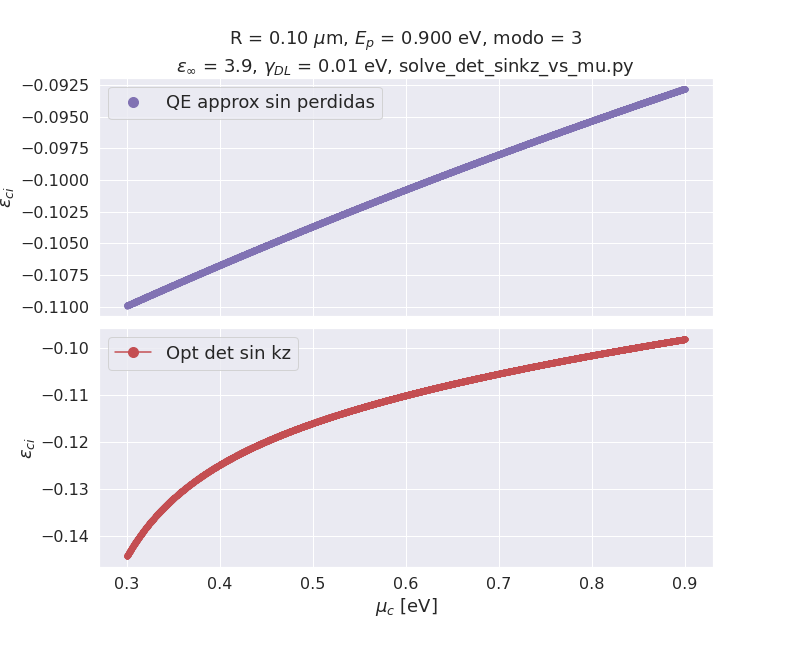 R = 0.10 μm, E_p = 0.900 eV, modo = 3
ε_∞ = 3.9, γ_DL = 0.01 eV, solve_det_sinkz_vs_mu.py
QE approx sin perdidas
−0.0925
−0.0950
−0.0975
−0.1000
−0.1025
−0.1050
−0.1075
−0.1100
ε_ci
Opt det sin kz
−0.10
−0.11
−0.12
−0.13
−0.14
ε_ci
0.3 0.4 0.5 0.6 0.7 0.8 0.9
μ_c [eV]